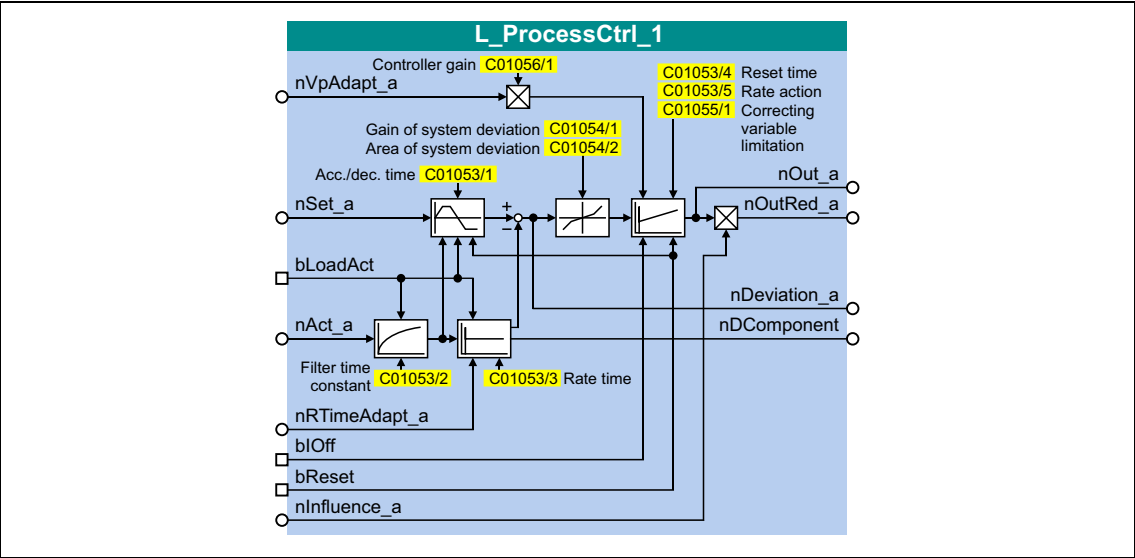 L_ProcessCtrl_1
Controller gain C01056/1
nVpAdapt_a
C01053/4 Reset time
C01053/5 Rate action
C01055/1 Correcting
variable
limitation
Gain of system deviation C01054/1
Area of system deviation C01054/2
Acc./dec. time C01053/1
nOut_a
nSet_a
+
−
nOutRed_a
bLoadAct
nDeviation_a
nAct_a
nDComponent
Filter time
constant C01053/2
C01053/3 Rate time
nRTimeAdapt_a
bIOff
bReset
nInfluence_a